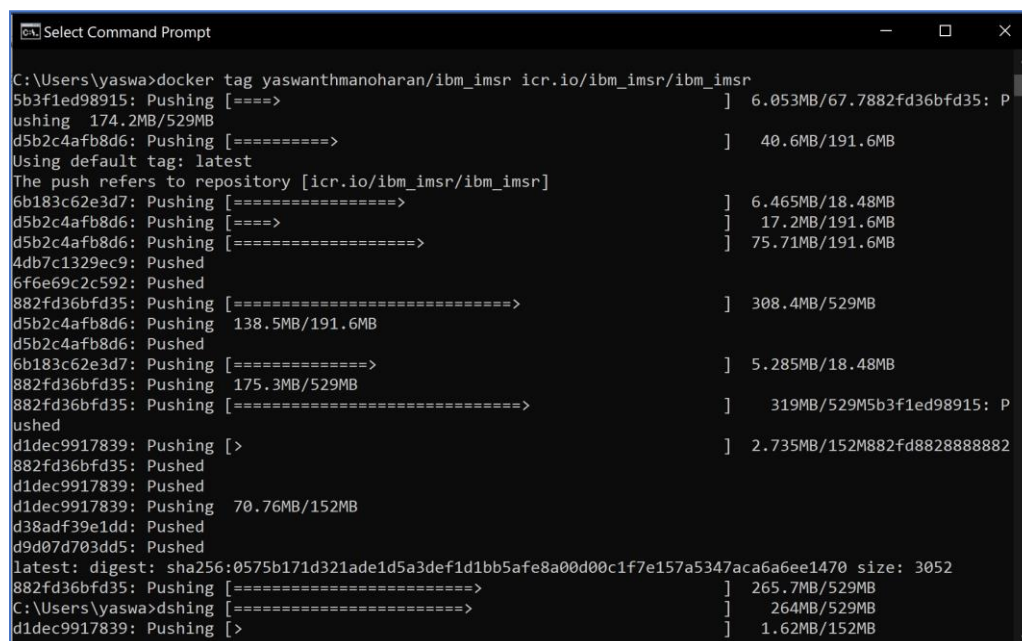 Select Command Prompt
C:\Users\yaswa>docker tag yaswanthmanoharan/ibm_imsr icr.io/ibm_imsr/ibm_imsr
5b3f1ed98915: Pushing [====>                                              ]  6.053MB/67.7882fd36bfd35: P
ushing  174.2MB/529MB
d5b2c4afb8d6: Pushing [==========>                                        ]   40.6MB/191.6MB
Using default tag: latest
The push refers to repository [icr.io/ibm_imsr/ibm_imsr]
6b183c62e3d7: Pushing [=================>                                 ]  6.465MB/18.48MB
d5b2c4afb8d6: Pushing [====>                                              ]   17.2MB/191.6MB
d5b2c4afb8d6: Pushing [===================>                               ]  75.71MB/191.6MB
4db7c1329ec9: Pushed
6f6e69c2c592: Pushed
882fd36bfd35: Pushing [=============================>                     ]  308.4MB/529MB
d5b2c4afb8d6: Pushing  138.5MB/191.6MB
d5b2c4afb8d6: Pushed
6b183c62e3d7: Pushing [==============>                                    ]  5.285MB/18.48MB
882fd36bfd35: Pushing  175.3MB/529MB
882fd36bfd35: Pushing [==============================>                    ]    319MB/529M5b3f1ed98915: P
ushed
d1dec9917839: Pushing [>                                                  ]  2.735MB/152M882fd8828888882
882fd36bfd35: Pushed
d1dec9917839: Pushed
d1dec9917839: Pushing  70.76MB/152MB
d38adf39e1dd: Pushed
d9d07d703dd5: Pushed
latest: digest: sha256:0575b171d321ade1d5a3def1d1bb5afe8a00d00c1f7e157a5347aca6a6ee1470 size: 3052
882fd36bfd35: Pushing [=========================>                         ]  265.7MB/529MB
C:\Users\yaswa>dshing [========================>                          ]    264MB/529MB
d1dec9917839: Pushing [>                                                  ]   1.62MB/152MB